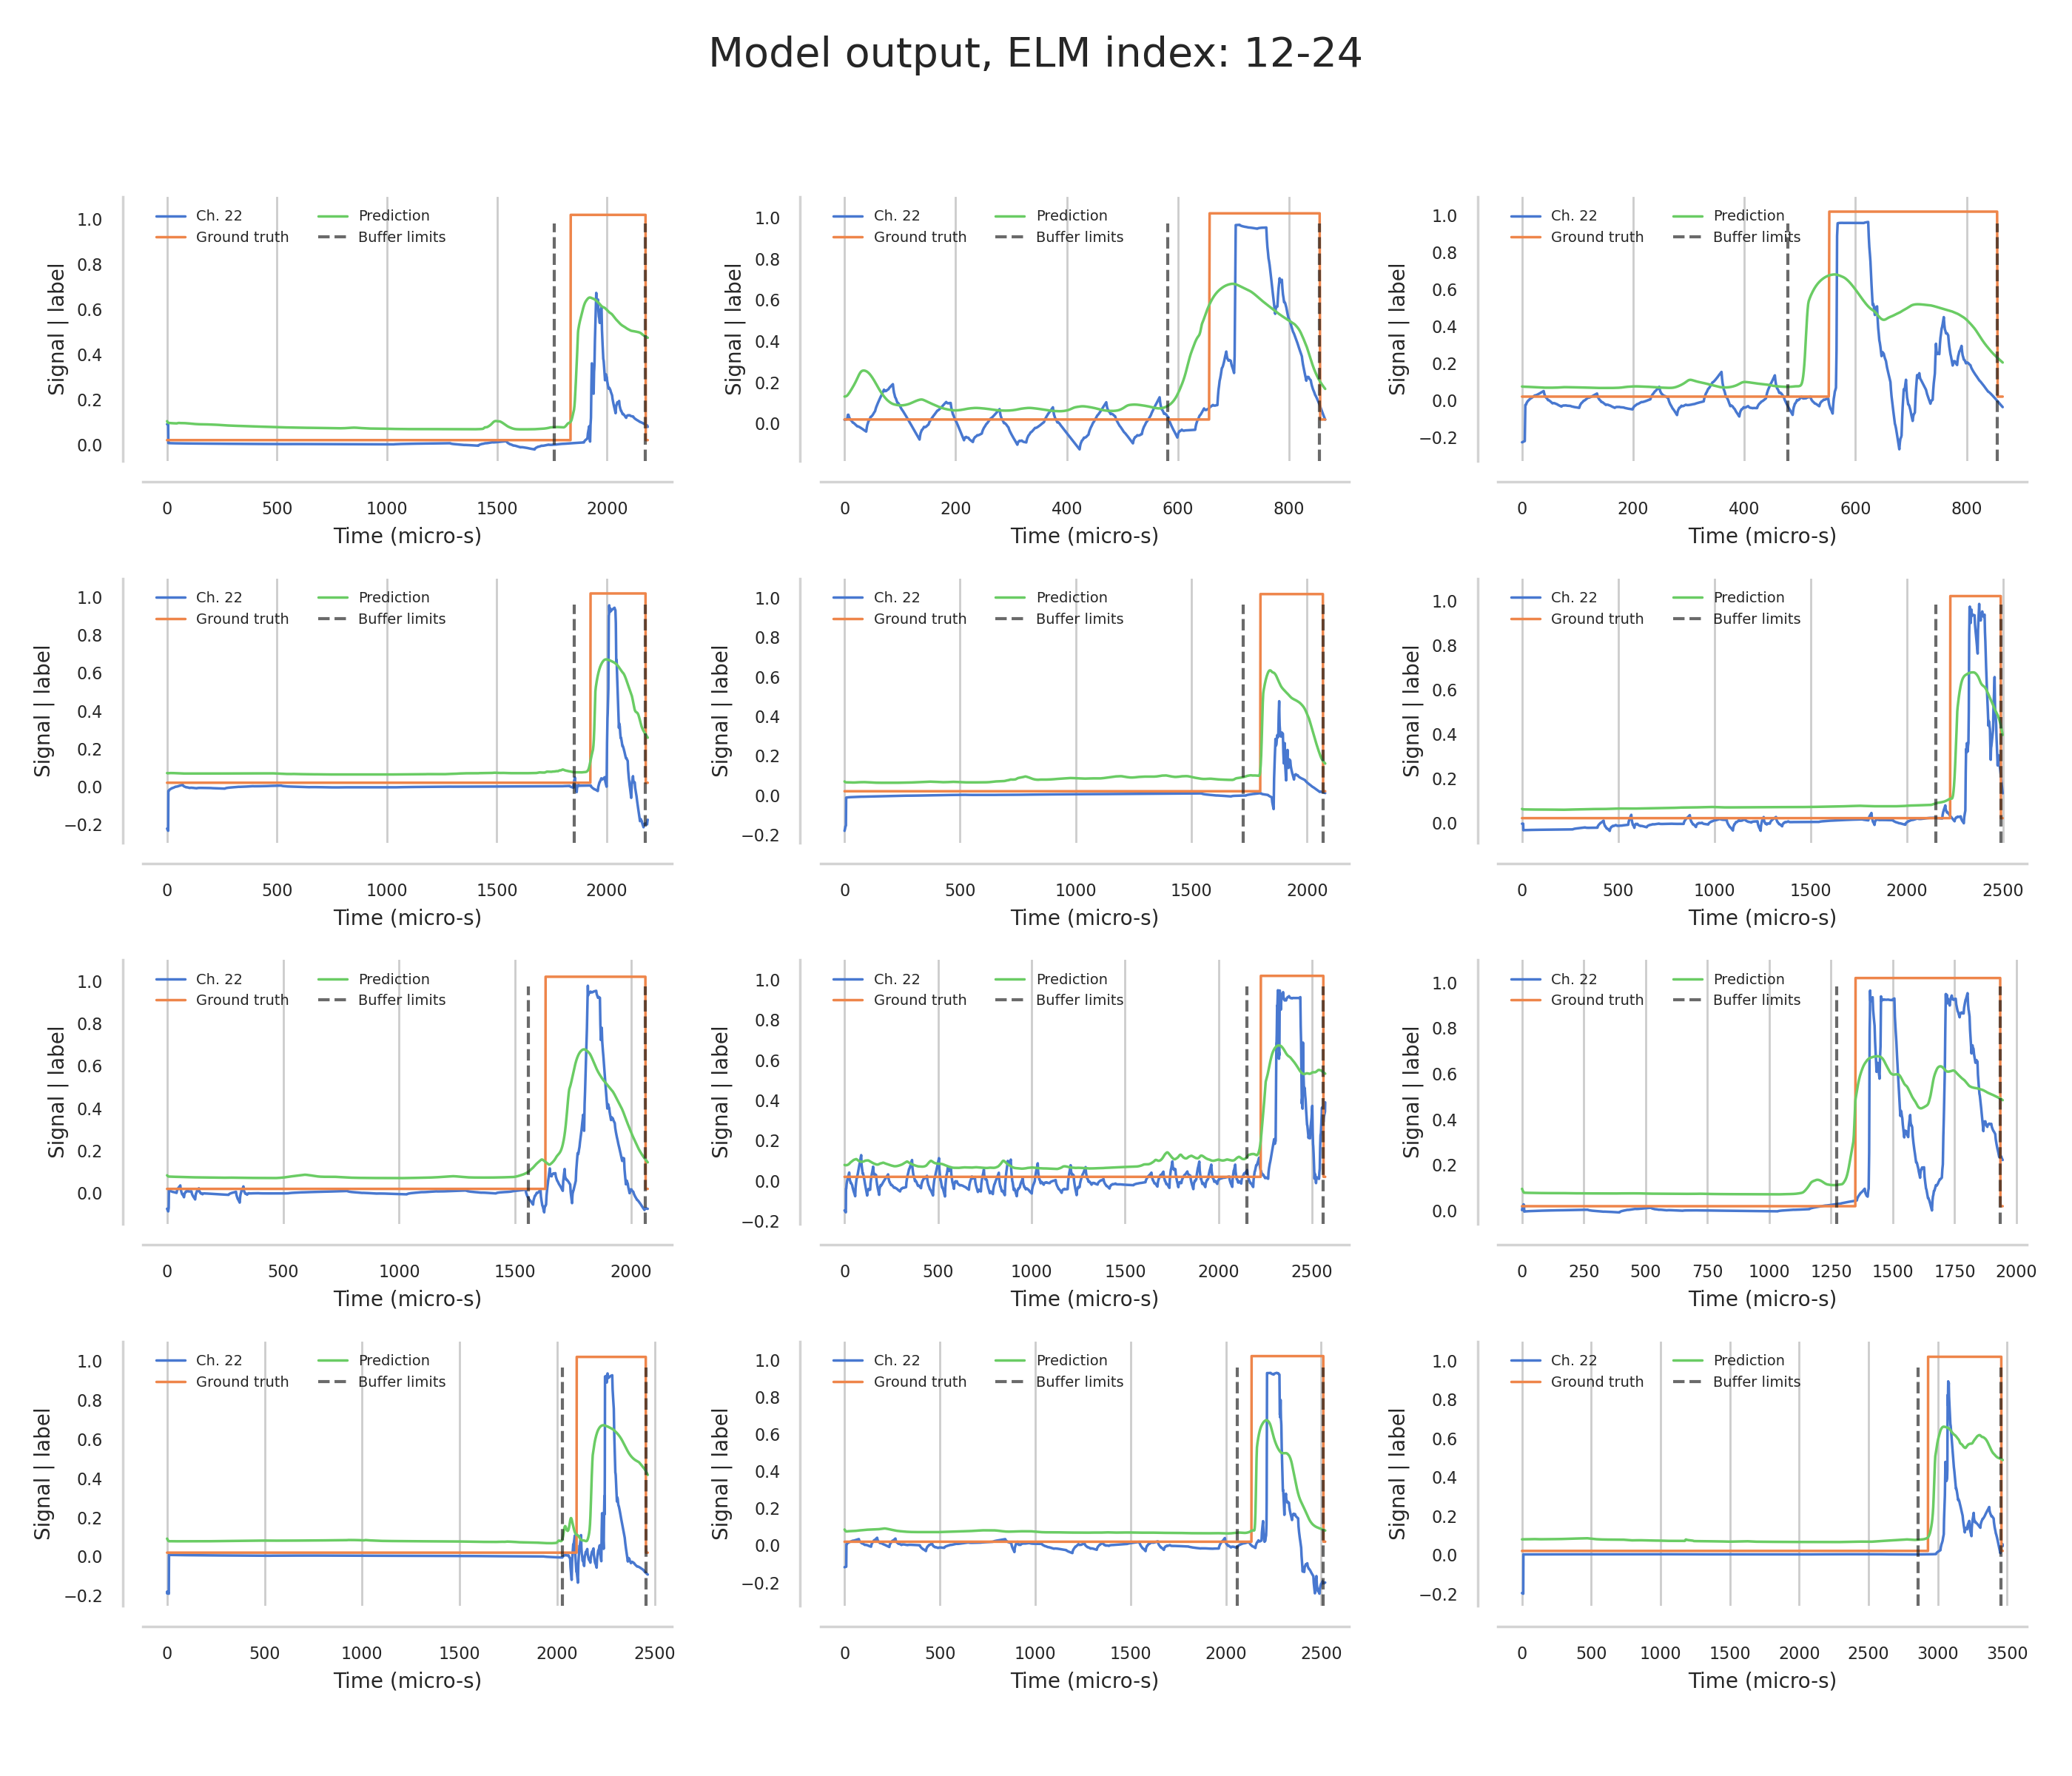 Model output, ELM index: 12-24
Signal | label
1.0
0.8
0.6
0.4
0.2
0.0
Ch. 22
Ground truth
Prediction
Buffer limits
0 500 1000 1500 2000
Time (micro-s)
Signal | label
1.0
0.8
0.6
0.4
0.2
0.0
Ch. 22
Ground truth
Prediction
Buffer limits
0 200 400 600 800
Time (micro-s)
Signal | label
1.0
0.8
0.6
0.4
0.2
0.0
−0.2
Ch. 22
Ground truth
Prediction
Buffer limits
0 200 400 600 800
Time (micro-s)
Signal | label
1.0
0.8
0.6
0.4
0.2
0.0
−0.2
Ch. 22
Ground truth
Prediction
Buffer limits
0 500 1000 1500 2000
Time (micro-s)
Signal | label
1.0
0.8
0.6
0.4
0.2
0.0
−0.2
Ch. 22
Ground truth
Prediction
Buffer limits
0 500 1000 1500 2000
Time (micro-s)
Signal | label
1.0
0.8
0.6
0.4
0.2
0.0
Ch. 22
Ground truth
Prediction
Buffer limits
0 500 1000 1500 2000 2500
Time (micro-s)
Signal | label
1.0
0.8
0.6
0.4
0.2
0.0
Ch. 22
Ground truth
Prediction
Buffer limits
0 500 1000 1500 2000
Time (micro-s)
Signal | label
1.0
0.8
0.6
0.4
0.2
0.0
−0.2
Ch. 22
Ground truth
Prediction
Buffer limits
0 500 1000 1500 2000 2500
Time (micro-s)
Signal | label
1.0
0.8
0.6
0.4
0.2
0.0
Ch. 22
Ground truth
Prediction
Buffer limits
0 250 500 750 1000 1250 1500 1750 2000
Time (micro-s)
Signal | label
1.0
0.8
0.6
0.4
0.2
0.0
−0.2
Ch. 22
Ground truth
Prediction
Buffer limits
0 500 1000 1500 2000 2500
Time (micro-s)
Signal | label
1.0
0.8
0.6
0.4
0.2
0.0
−0.2
Ch. 22
Ground truth
Prediction
Buffer limits
0 500 1000 1500 2000 2500
Time (micro-s)
Signal | label
1.0
0.8
0.6
0.4
0.2
0.0
−0.2
Ch. 22
Ground truth
Prediction
Buffer limits
0 500 1000 1500 2000 2500 3000 3500
Time (micro-s)